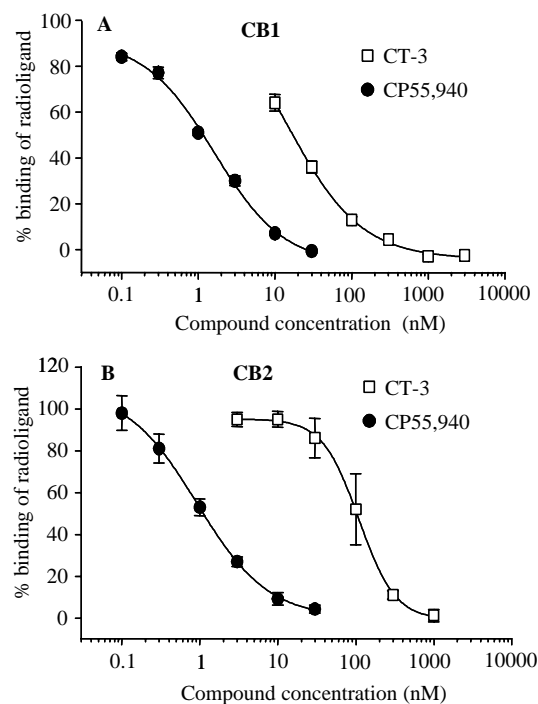 A
CB1
CT-3
CP55,940
% binding of radioligand
100
80
60
40
20
0
0.1 1 10 100 1000 10000
Compound concentration (nM)
B
CB2
CT-3
CP55,940
% binding of radioligand
120
100
80
60
40
20
0
0.1 1 10 100 1000 10000
Compound concentration (nM)